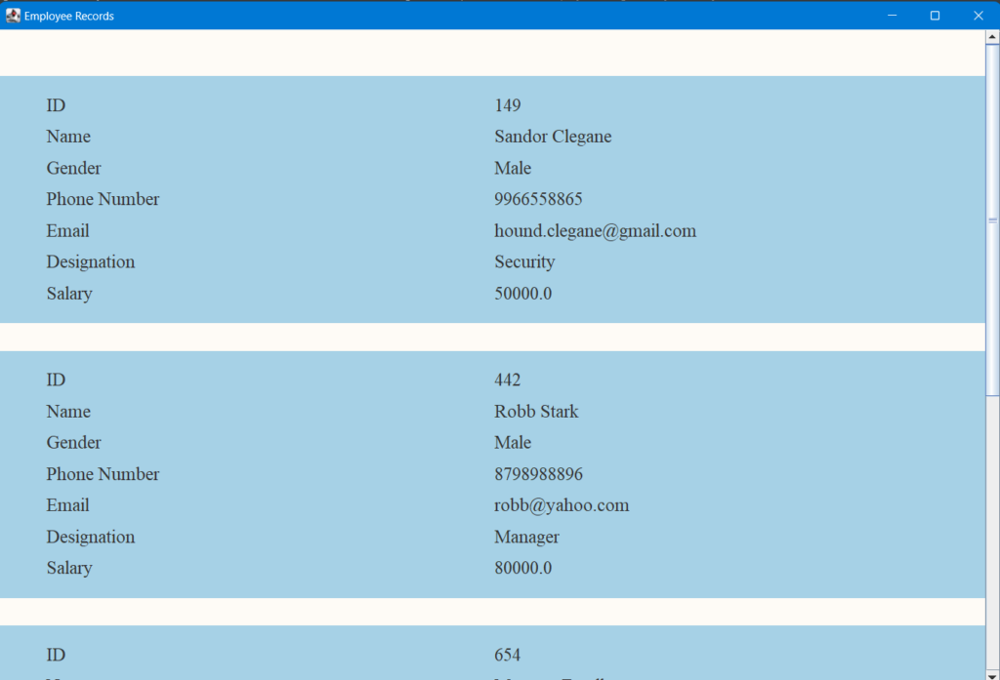 Employee Records
ID 149
Name Sandor Clegane
Gender Male
Phone Number 9966558865
Email hound.clegane@gmail.com
Designation Security
Salary 50000.0
ID 442
Name Robb Stark
Gender Male
Phone Number 8798988896
Email robb@yahoo.com
Designation Manager
Salary 80000.0
ID 654